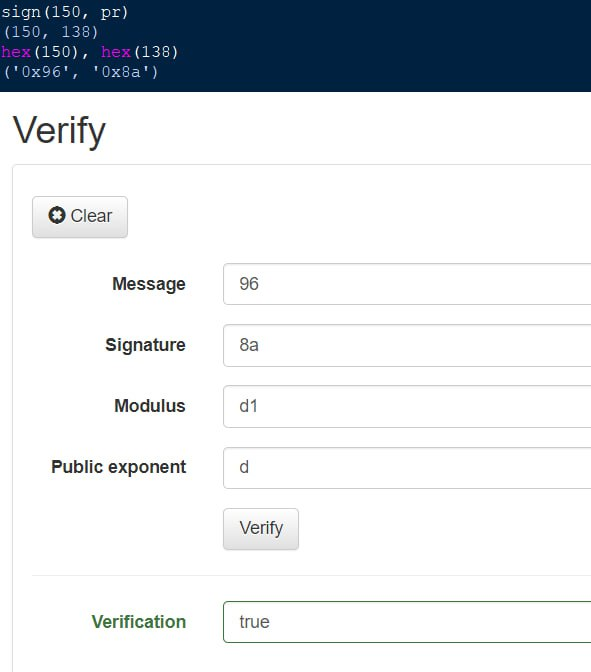 sign(150, pr)
(150, 138)
hex(150), hex(138)
('0x96', '0x8a')
Verify
Clear
Message 96
Signature 8a
Modulus d1
Public exponent d
Verify
Verification true